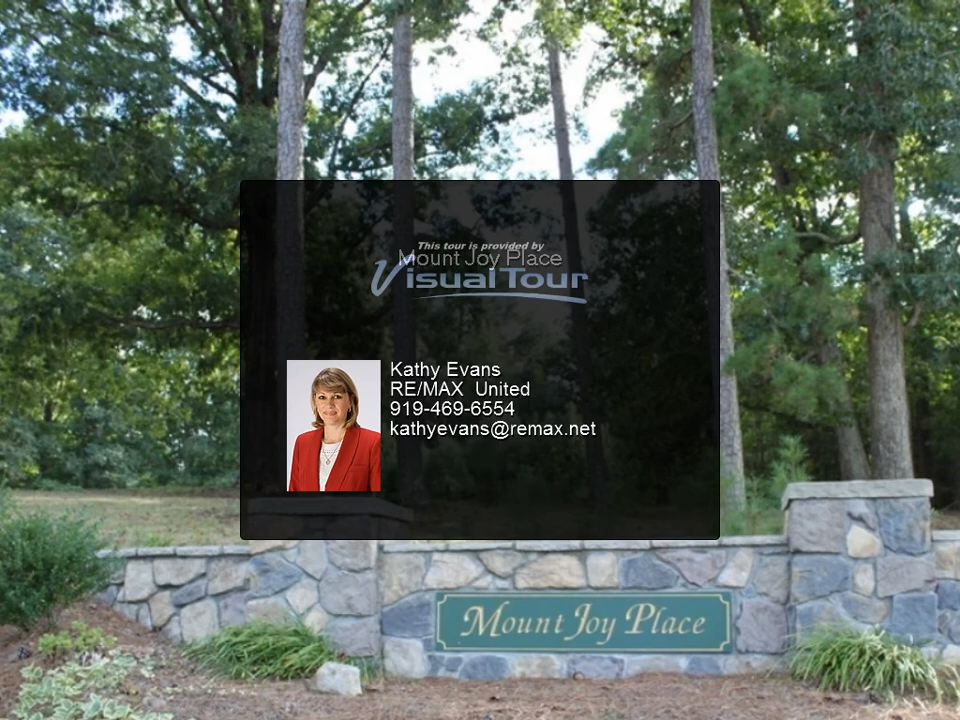 This tour is provided by
Mount Joy Place
Visual Tour
Kathy Evans
RE/MAX United
919-469-6554
kathyevans@remax.net
Mount Joy Place